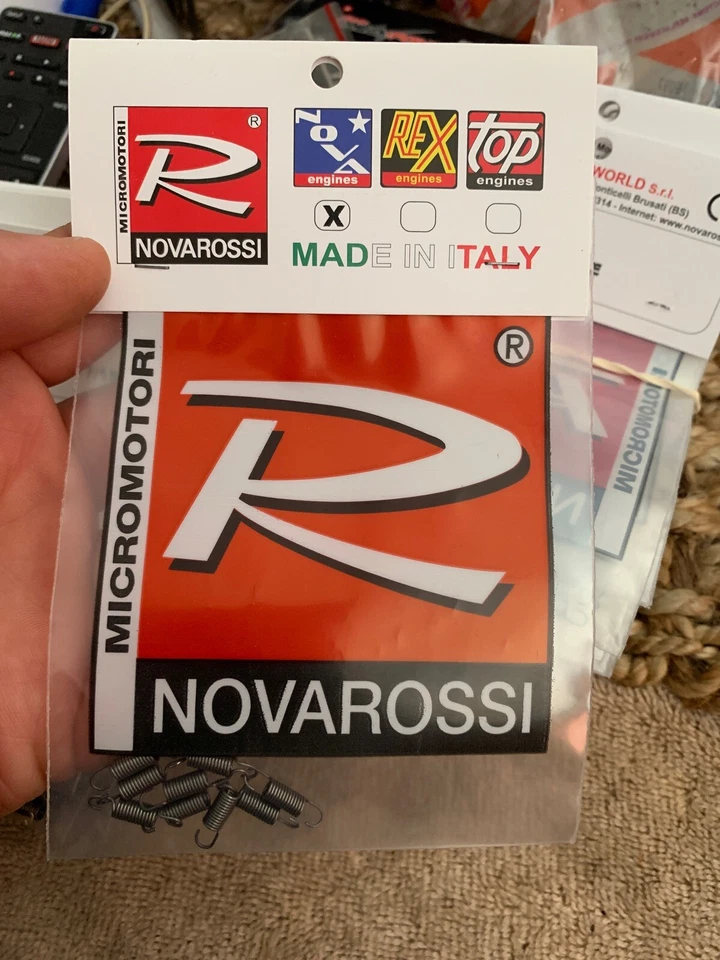 MICROMOTORI
R
®
NOVAROSSI
NOVA
engines
REX
engines
TOP
engines
X
MADE IN ITALY
MICROMOTORI
R
®
NOVAROSSI
WORLD S.r.l.
onticelli Brusati (BS)
314 - Internet: www.novaros
MICROMOTORI